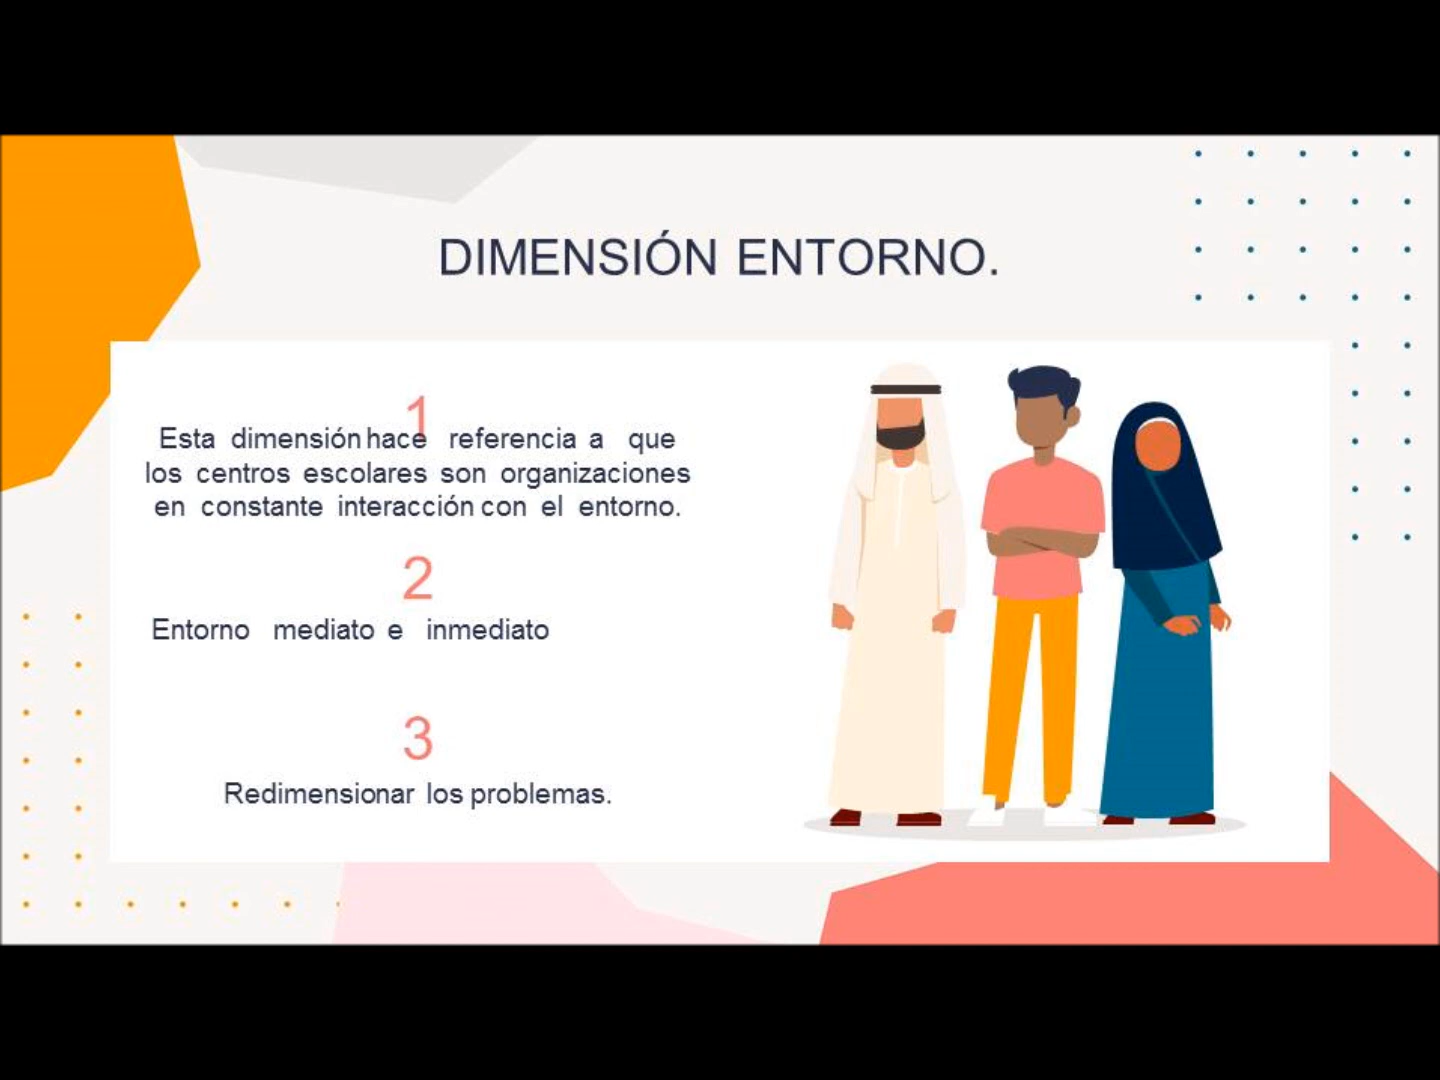 DIMENSIÓN ENTORNO.
1
Esta dimensión hace referencia a que
los centros escolares son organizaciones
en constante interacción con el entorno.
2
Entorno mediato e inmediato
3
Redimensionar los problemas.